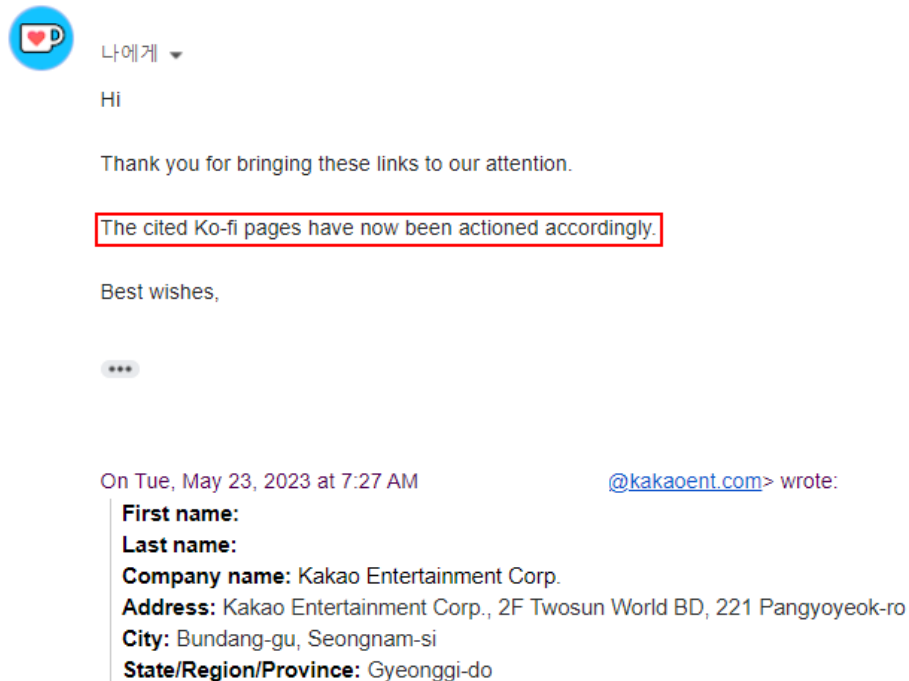 나에게
Hi
Thank you for bringing these links to our attention.
The cited Ko-fi pages have now been actioned accordingly.
Best wishes,
On Tue, May 23, 2023 at 7:27 AM @kakaoent.com> wrote:
First name:
Last name:
Company name: Kakao Entertainment Corp.
Address: Kakao Entertainment Corp., 2F Twosun World BD, 221 Pangyoyeok-ro
City: Bundang-gu, Seongnam-si
State/Region/Province: Gyeonggi-do